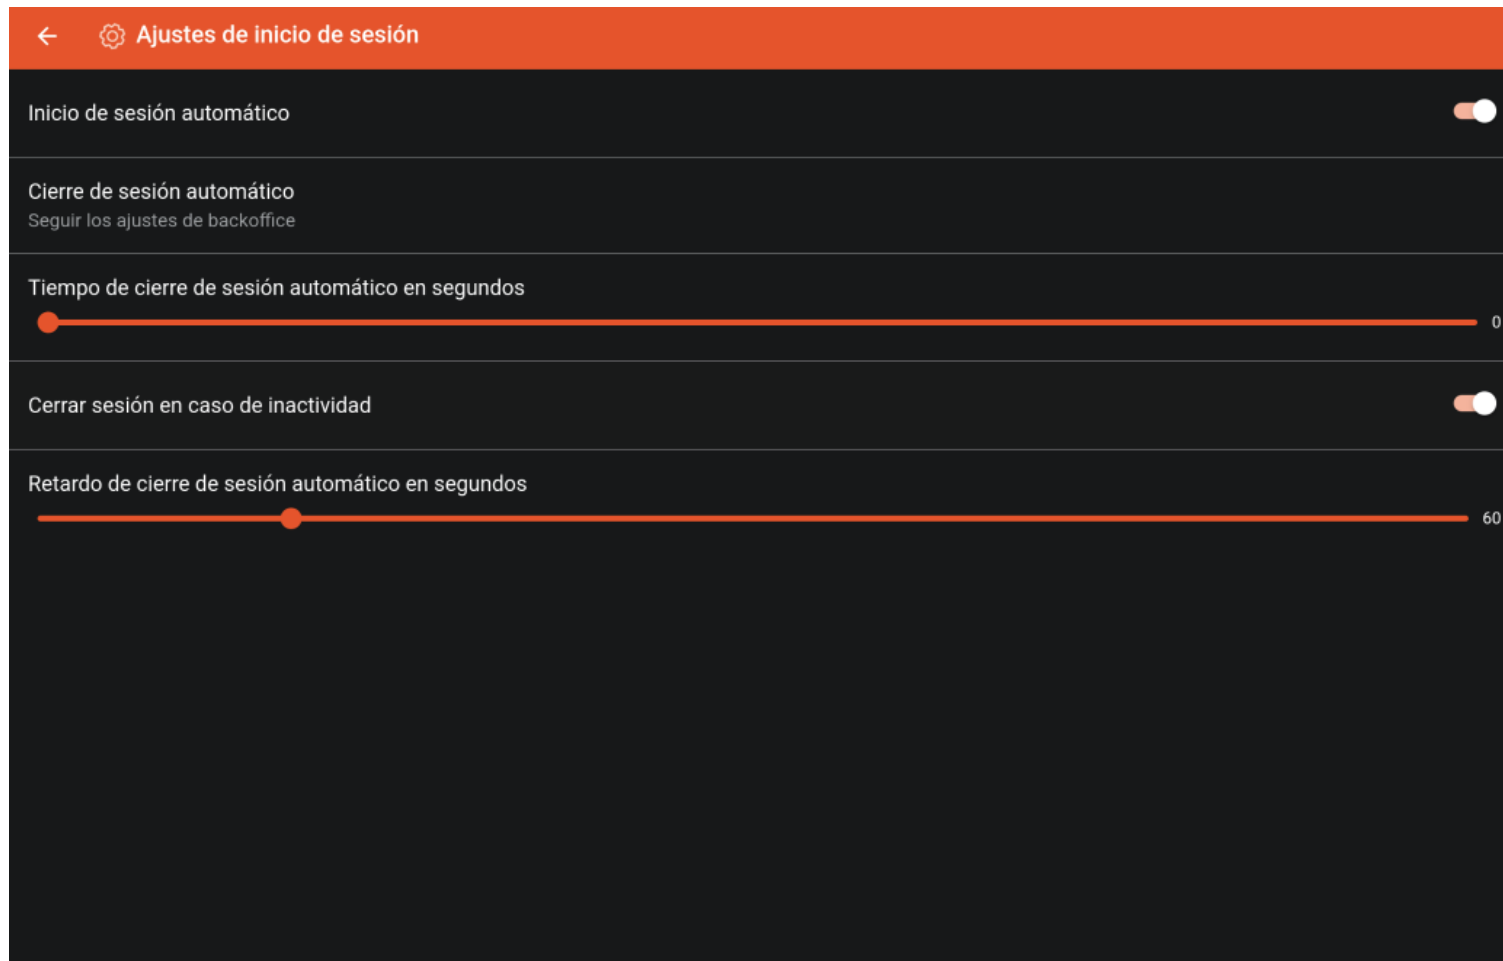 Ajustes de inicio de sesión
Inicio de sesión automático
Cierre de sesión automático
Seguir los ajustes de backoffice
Tiempo de cierre de sesión automático en segundos
0
Cerrar sesión en caso de inactividad
Retardo de cierre de sesión automático en segundos
60